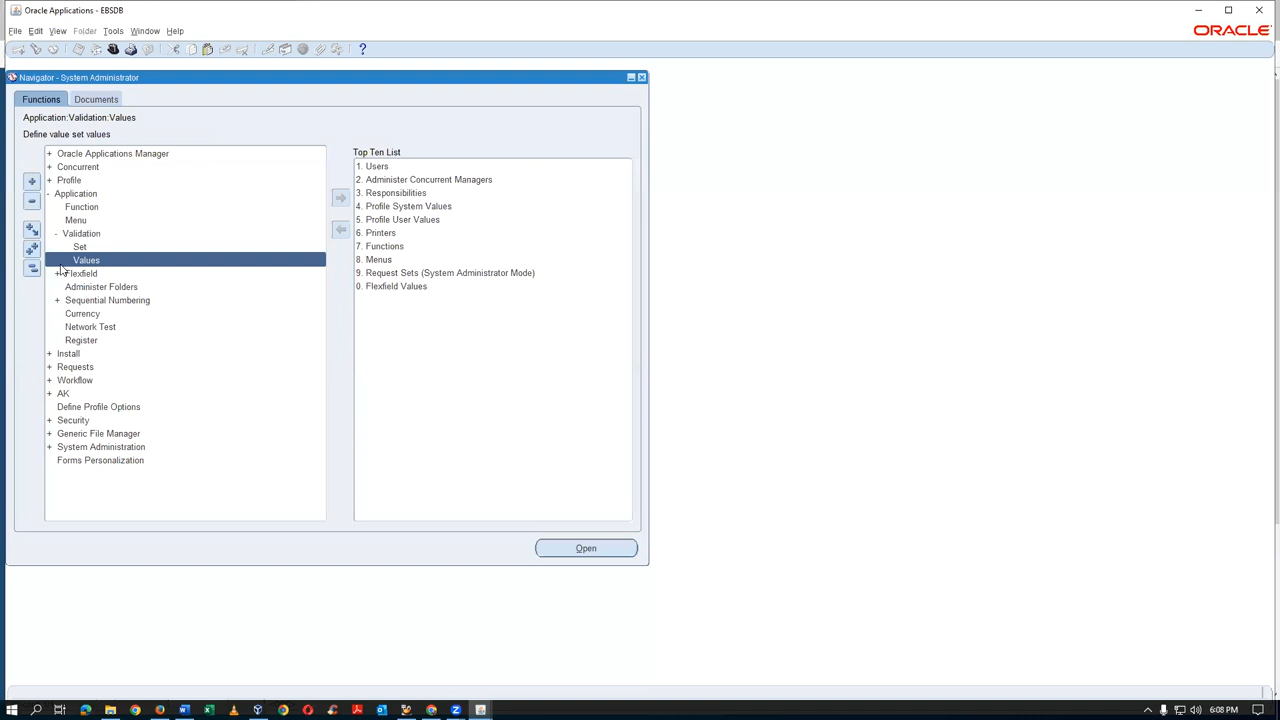 Oracle Applications - EBSDB
File Edit View Folder Tools Window Help
ORACLE
Navigator - System Administrator
Functions Documents
Application:Validation:Values
Define value set values
Top Ten List
+ Oracle Applications Manager
+ Concurrent
+ Profile
- Application
Function
Menu
- Validation
Set
Values
+ Flexfield
Administer Folders
+ Sequential Numbering
Currency
Network Test
Register
+ Install
+ Requests
+ Workflow
+ AK
Define Profile Options
+ Security
+ Generic File Manager
+ System Administration
Forms Personalization
1. Users
2. Administer Concurrent Managers
3. Responsibilities
4. Profile System Values
5. Profile User Values
6. Printers
7. Functions
8. Menus
9. Request Sets (System Administrator Mode)
0. Flexfield Values
Open
6:08 PM